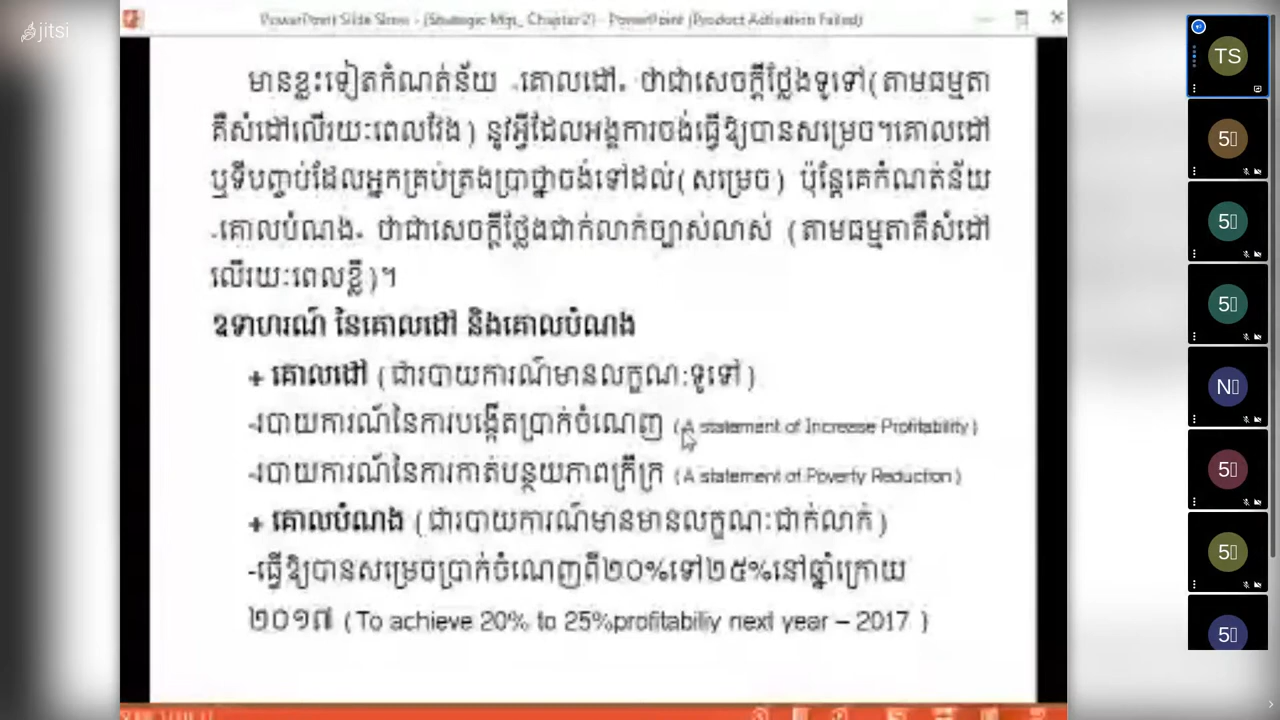 jitsi
PowerPoint Slide Show - (Strategic Mgt_ Chapter 2) - PowerPoint (Product Activation Failed)
មានខ្លះទៀតកំណត់ន័យ គោលដៅ ថាជាសេចក្តីថ្លែងទូទៅ(តាមធម្មតា
គឺសំដៅលើរយៈពេលវែង) នូវអ្វីដែលអង្គការចង់ធ្វើឱ្យបានសម្រេច។គោលដៅ
ឬទីបញ្ចប់ដែលអ្នកគ្រប់គ្រងប្រាថ្នាចង់ទៅដល់(សម្រេច) ប៉ុន្តែគេកំណត់ន័យ
គោលបំណង ថាជាសេចក្តីថ្លែងជាក់លាក់ច្បាស់លាស់ (តាមធម្មតាគឺសំដៅ
លើរយៈពេលខ្លី)។
ឧទាហរណ៍ នៃគោលដៅ និងគោលបំណង
+ គោលដៅ (ជារបាយការណ៍មានលក្ខណៈទូទៅ)
-របាយការណ៍នៃការបង្កើតប្រាក់ចំណេញ (A statement of Increese Profitability)
-របាយការណ៍នៃការកាត់បន្ថយភាពក្រីក្រ (A statement of Poverty Reduction)
+ គោលបំណង (ជារបាយការណ៍មានមានលក្ខណៈជាក់លាក់)
-ធ្វើឱ្យបានសម្រេចប្រាក់ចំណេញពី២០%ទៅ២៥%នៅឆ្នាំក្រោយ
២០១៧ (To achieve 20% to 25%profitabiliy next year – 2017 )
TS
5
5
5
N
5
5
5